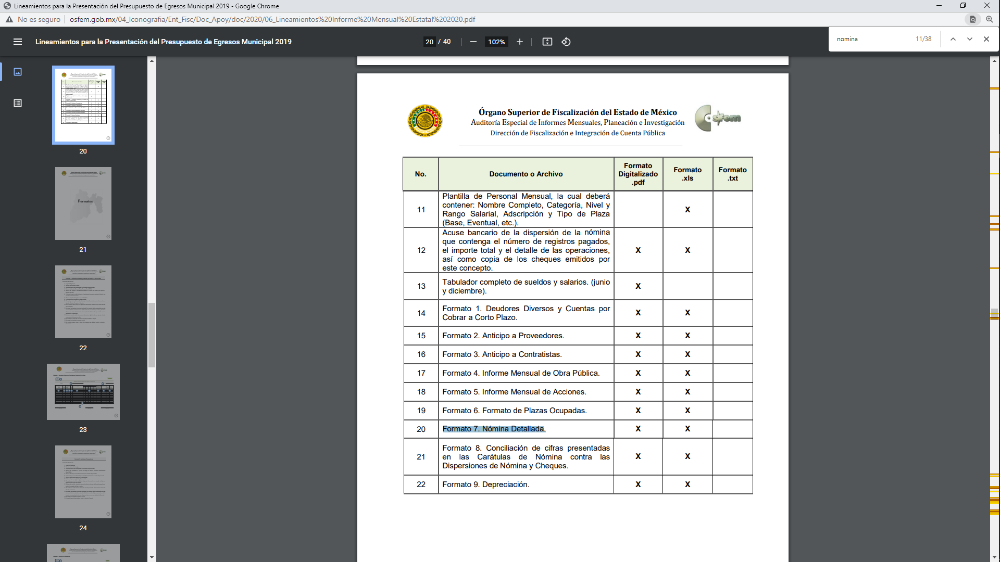 Lineamientos para la Presentación del Presupuesto de Egresos Municipal 2019 - Google Chrome
No es seguro
osfem.gob.mx/04_Iconografia/Ent_Fisc/Doc_Apoy/doc/2020/06_Lineamientos%20Informe%20Mensual%20Estatal%202020.pdf
Lineamientos para la Presentación del Presupuesto de Egresos Municipal 2019
20 / 40
102%
nomina
11/38
20
Formatos
21
22
23
24
Órgano Superior de Fiscalización del Estado de México
Auditoría Especial de Informes Mensuales, Planeación e Investigación
Dirección de Fiscalización e Integración de Cuenta Pública
osfem
No.
Documento o Archivo
Formato
Digitalizado
.pdf
Formato
.xls
Formato
.txt
11
Plantilla de Personal Mensual, la cual deberá
contener: Nombre Completo, Categoría, Nivel y
Rango Salarial, Adscripción y Tipo de Plaza
(Base, Eventual, etc.).
X
12
Acuse bancario de la dispersión de la nómina
que contenga el número de registros pagados,
el importe total y el detalle de las operaciones,
así como copia de los cheques emitidos por
este concepto.
X
X
13
Tabulador completo de sueldos y salarios. (junio
y diciembre).
X
14
Formato 1. Deudores Diversos y Cuentas por
Cobrar a Corto Plazo.
X
X
15
Formato 2. Anticipo a Proveedores.
X
X
16
Formato 3. Anticipo a Contratistas.
X
X
17
Formato 4. Informe Mensual de Obra Pública.
X
X
18
Formato 5. Informe Mensual de Acciones.
X
X
19
Formato 6. Formato de Plazas Ocupadas.
X
X
20
Formato 7. Nómina Detallada.
X
X
21
Formato 8. Conciliación de cifras presentadas
en las Carátulas de Nómina contra las
Dispersiones de Nómina y Cheques.
X
X
22
Formato 9. Depreciación.
X
X